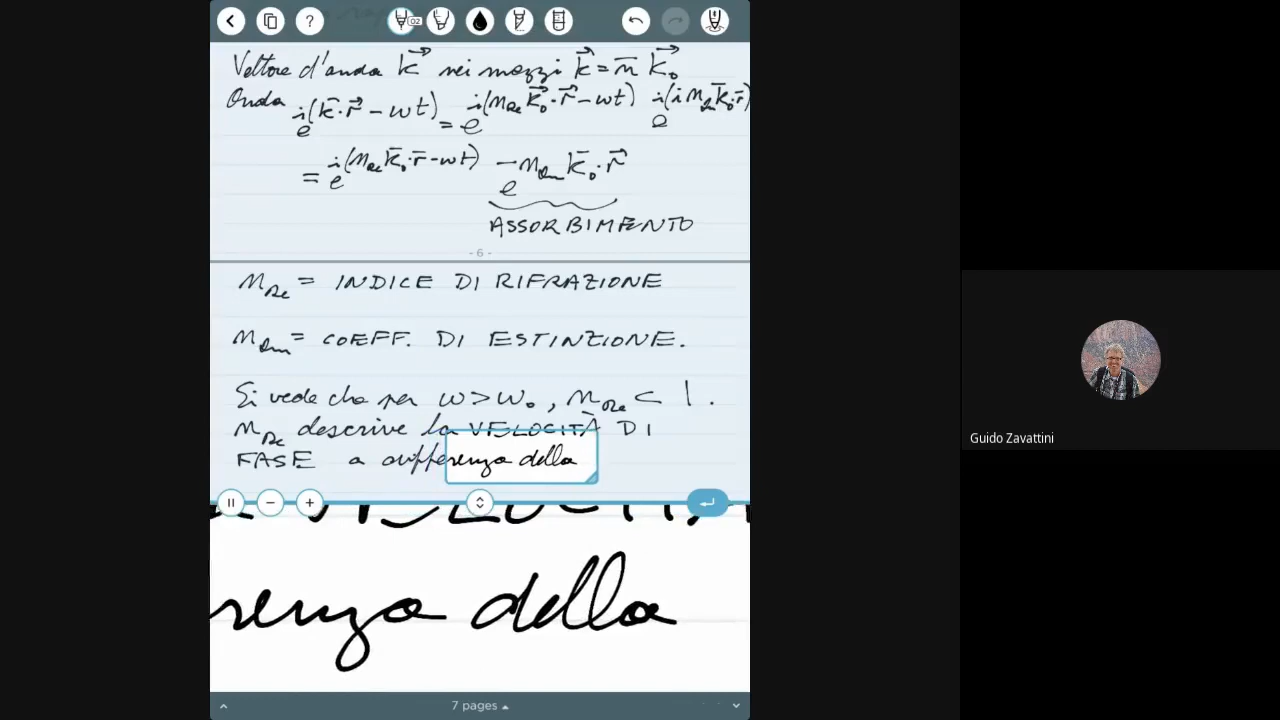 ?
02
Vettore d'onda k⃗ nei mezzi k⃗ = n̄ k⃗₀
Onda e^{i(k̄·r⃗ - ωt)} = e^{i(n_Re k⃗₀·r⃗ - ωt)} e^{i(i n_Im k̄₀·r̄)}
= e^{i(n_Re k̄₀·r̄ - ωt)} e^{-n_Im k̄₀·r⃗}
ASSORBIMENTO
- 6 -
n_Re = INDICE DI RIFRAZIONE
n_Im = COEFF. DI ESTINZIONE.
Si vede che per ω > ω₀, n_Re < 1.
n_Re descrive la VELOCITÀ DI
FASE a differenza della
renza della
7 pages
Guido Zavattini